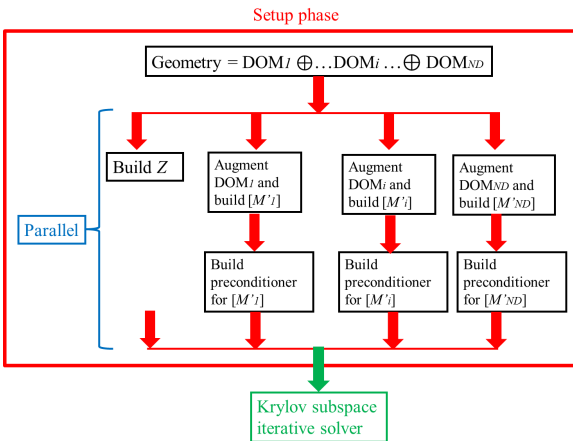 Setup phase
Geometry = DOM1 ⊕…DOMi …⊕ DOMND
Build Z
Augment
DOM1 and
build [M'1]
Augment
DOMi and
build [M'i]
Augment
DOMND and
build [M'ND]
Parallel
Build
preconditioner
for [M'1]
Build
preconditioner
for [M'i]
Build
preconditioner
for [M'ND]
Krylov subspace
iterative solver